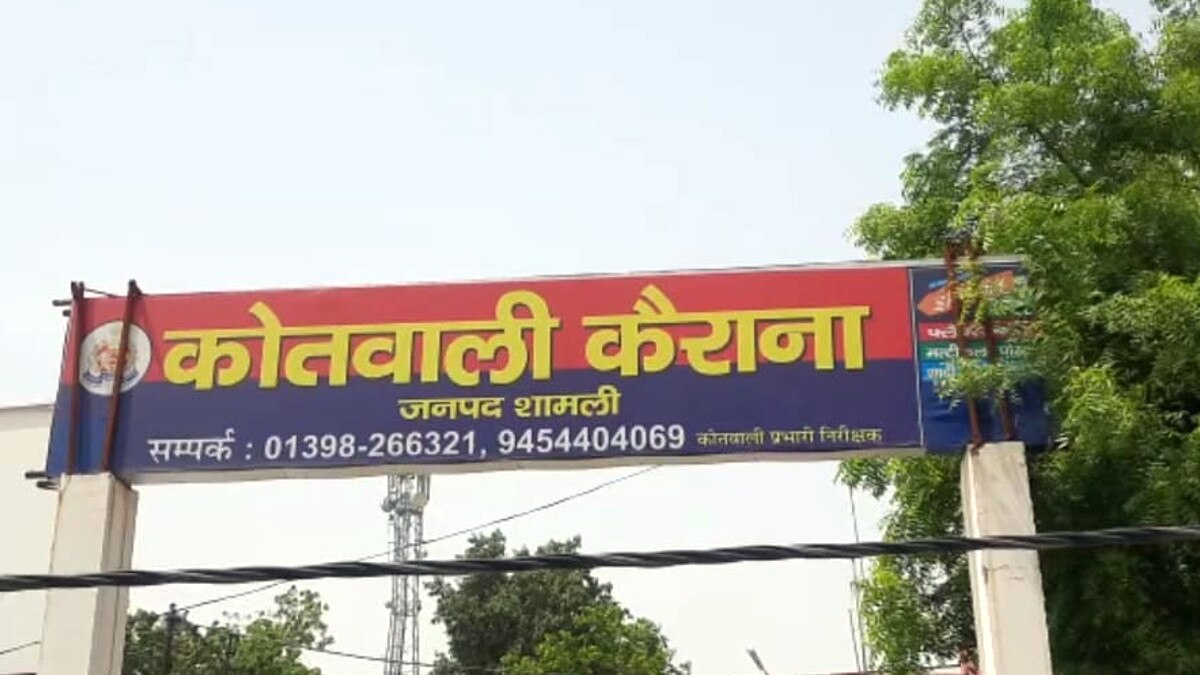 कोतवाली कैराना
जनपद शामली
सम्पर्क : 01398-266321, 9454404069 कोतवाली प्रभारी निरीक्षक